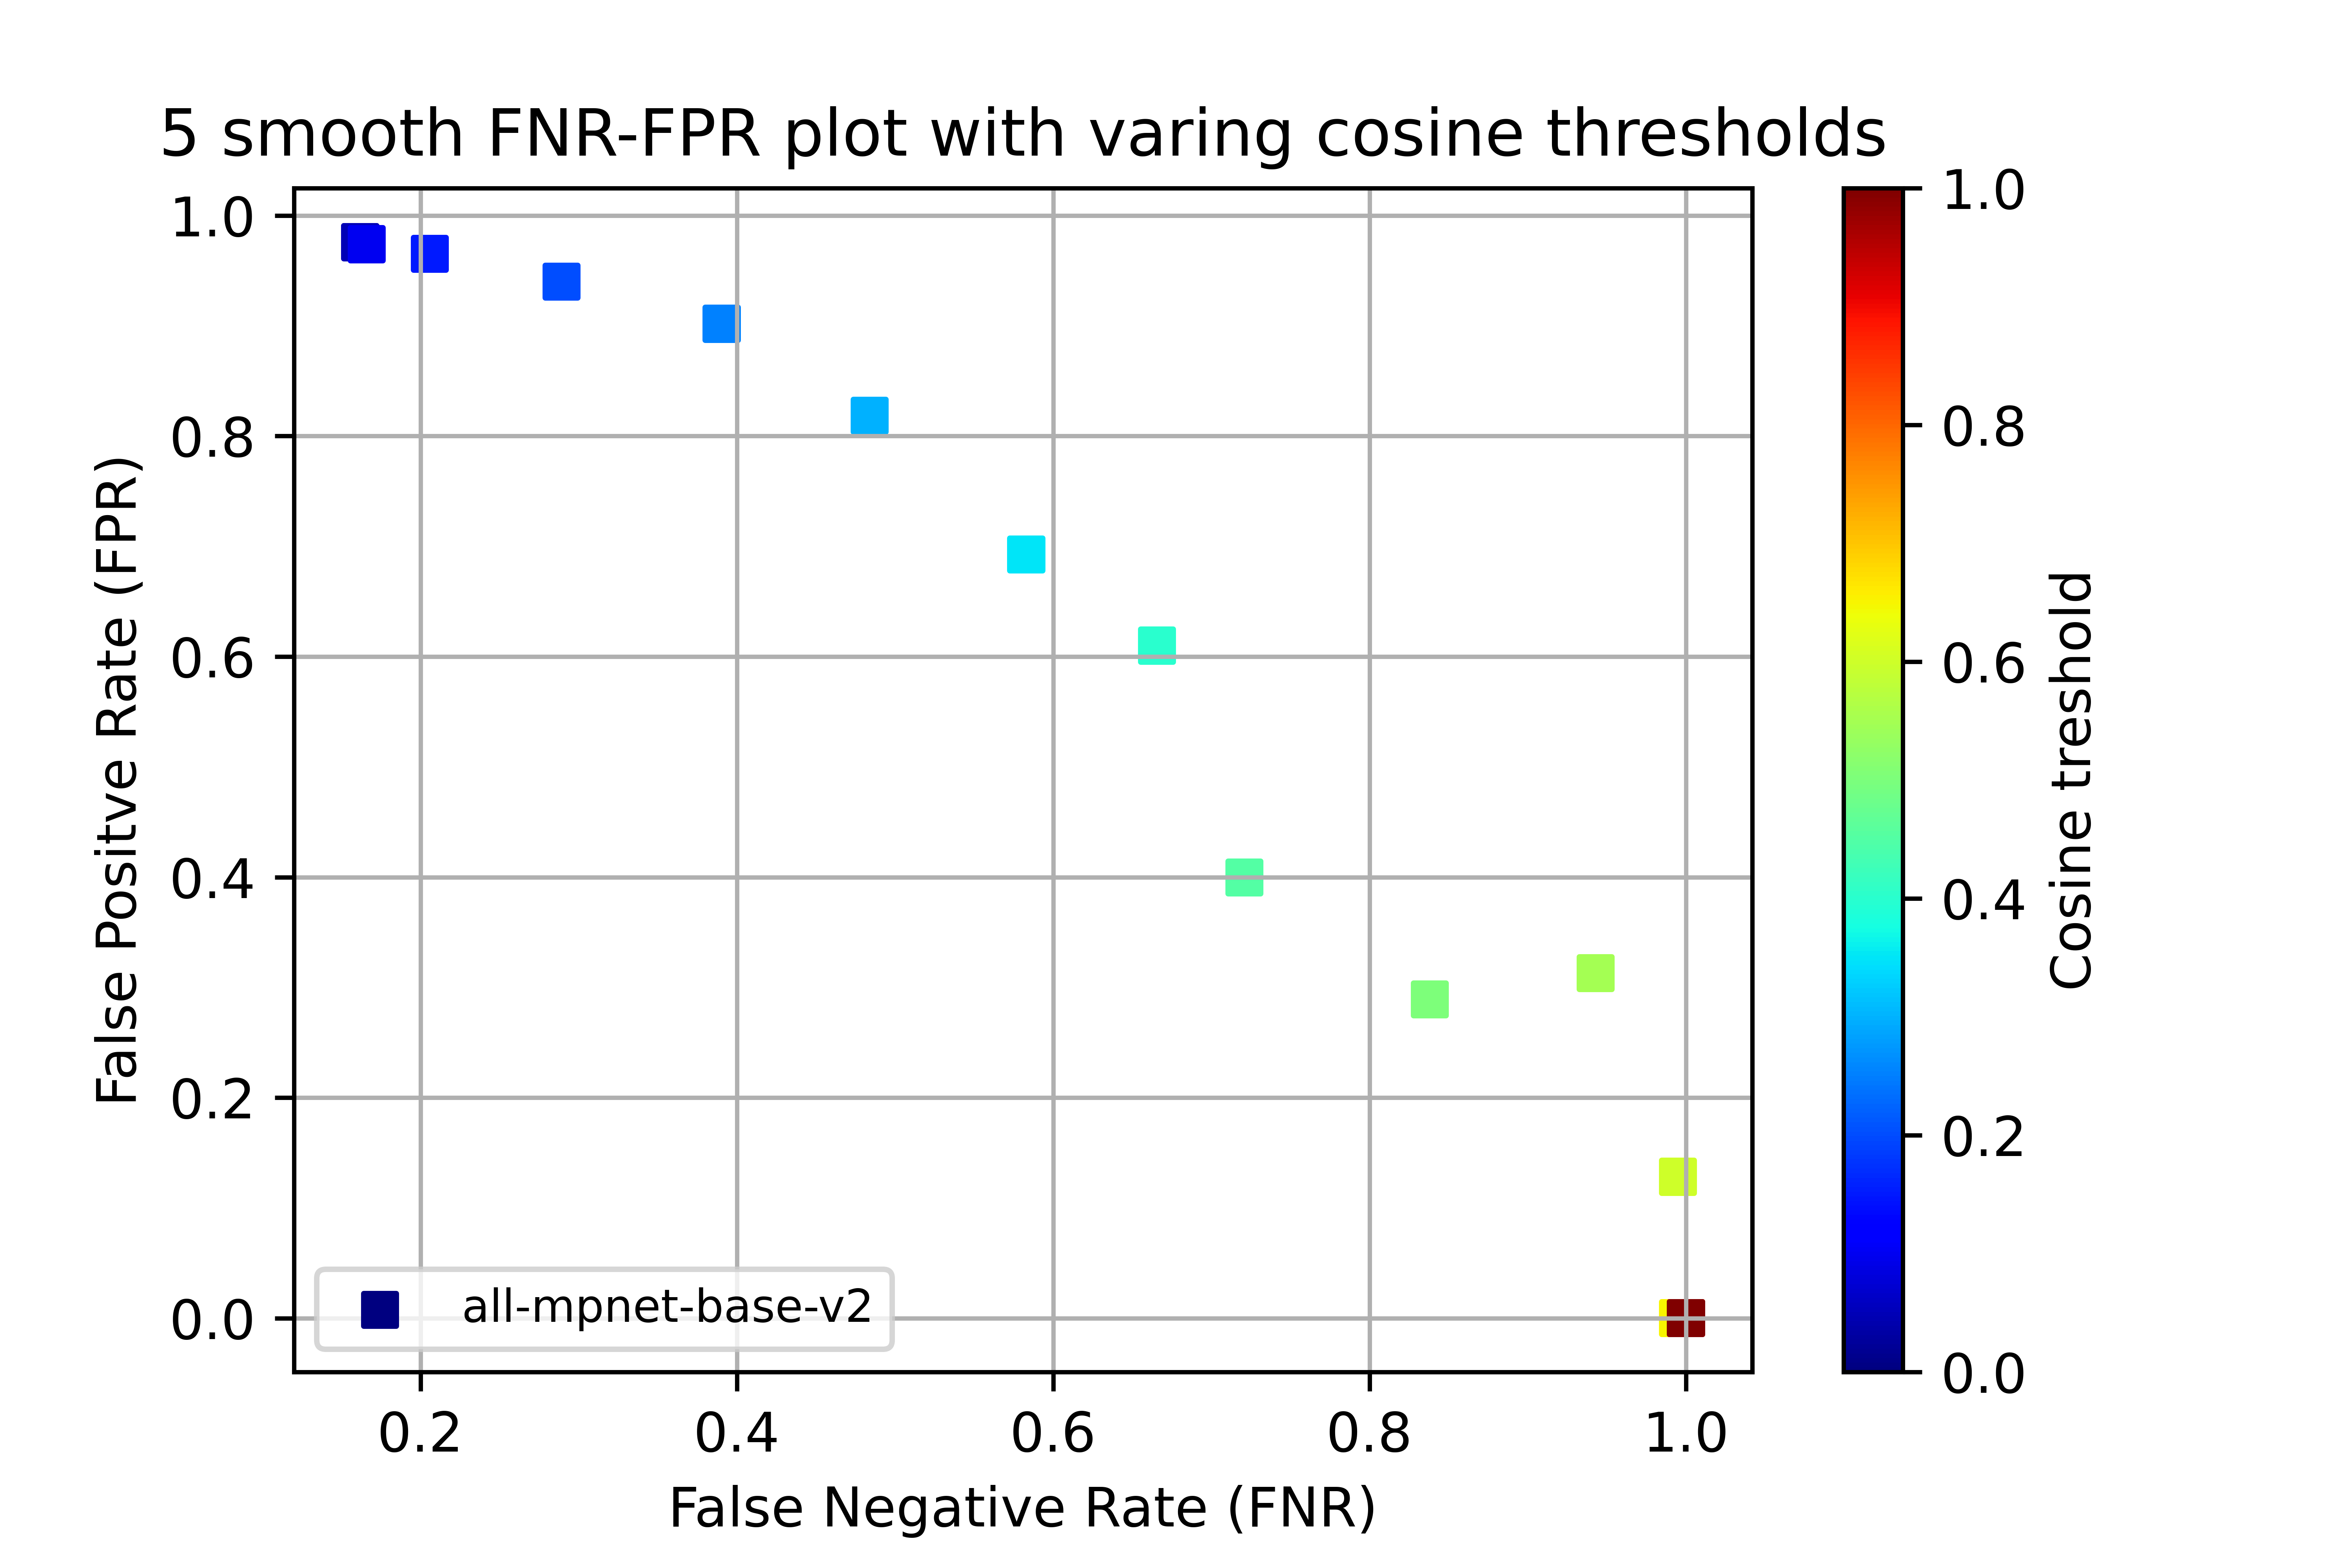 5 smooth FNR-FPR plot with varing cosine thresholds
1.0
0.8
0.6
0.4
0.2
0.0
False Positve Rate (FPR)
all-mpnet-base-v2
0.2 0.4 0.6 0.8 1.0
False Negative Rate (FNR)
1.0
0.8
0.6
0.4
0.2
0.0
Cosine treshold